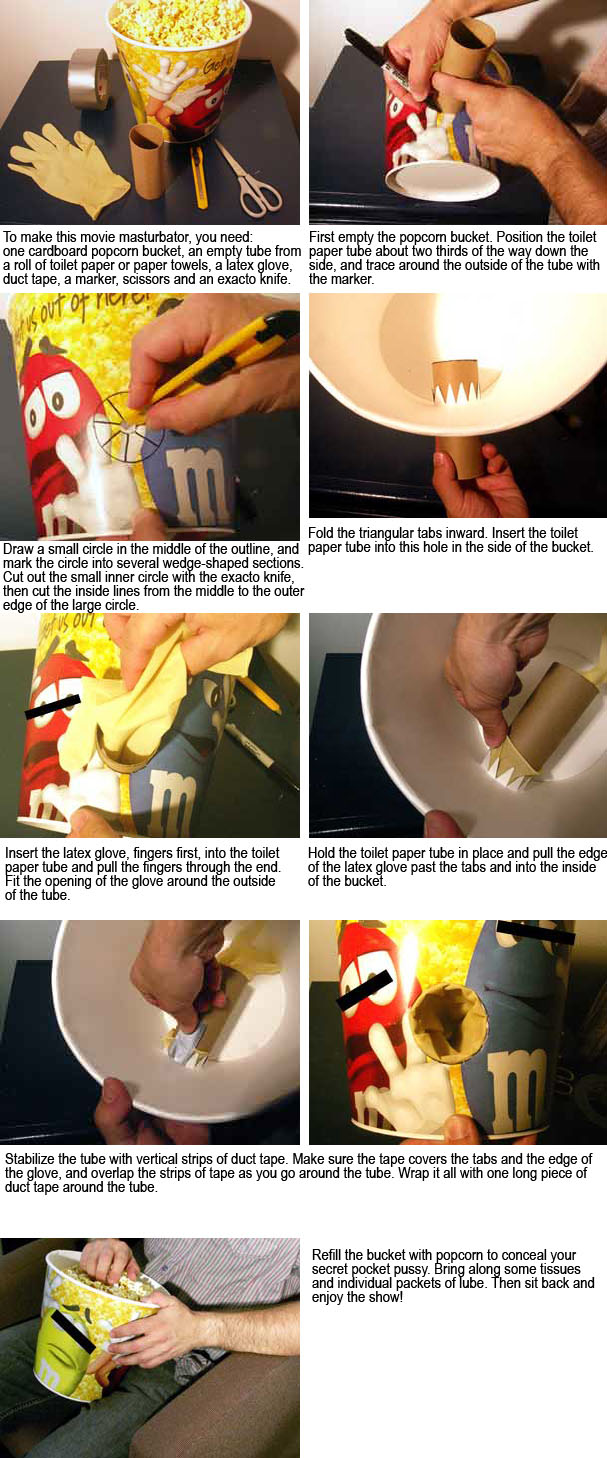 Get u
To make this movie masturbator, you need:
one cardboard popcorn bucket, an empty tube from
a roll of toilet paper or paper towels, a latex glove,
duct tape, a marker, scissors and an exacto knife.
First empty the popcorn bucket. Position the toilet
paper tube about two thirds of the way down the
side, and trace around the outside of the tube with
the marker.
et us out of here!
m
m
Draw a small circle in the middle of the outline, and
mark the circle into several wedge-shaped sections.
Cut out the small inner circle with the exacto knife,
then cut the inside lines from the middle to the outer
edge of the large circle.
Fold the triangular tabs inward. Insert the toilet
paper tube into this hole in the side of the bucket.
et us out
m
m
Insert the latex glove, fingers first, into the toilet
paper tube and pull the fingers through the end.
Fit the opening of the glove around the outside
of the tube.
Hold the toilet paper tube in place and pull the edge
of the latex glove past the tabs and into the inside
of the bucket.
m
Stabilize the tube with vertical strips of duct tape. Make sure the tape covers the tabs and the edge of
the glove, and overlap the strips of tape as you go around the tube. Wrap it all with one long piece of
duct tape around the tube.
m
Refill the bucket with popcorn to conceal your
secret pocket pussy. Bring along some tissues
and individual packets of lube. Then sit back and
enjoy the show!